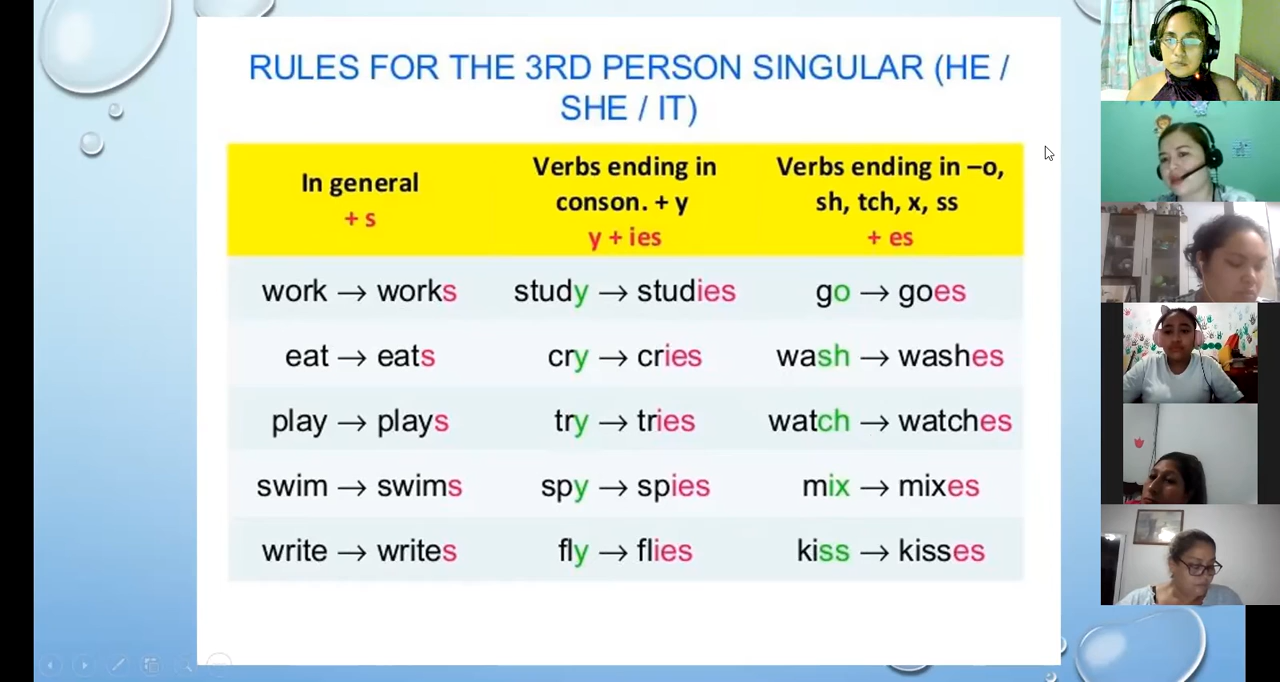 RULES FOR THE 3RD PERSON SINGULAR (HE /
SHE / IT)
In general
+ s
Verbs ending in
conson. + y
y + ies
Verbs ending in –o,
sh, tch, x, ss
+ es
work → works
study → studies
go → goes
eat → eats
cry → cries
wash → washes
play → plays
try → tries
watch → watches
swim → swims
spy → spies
mix → mixes
write → writes
fly → flies
kiss → kisses